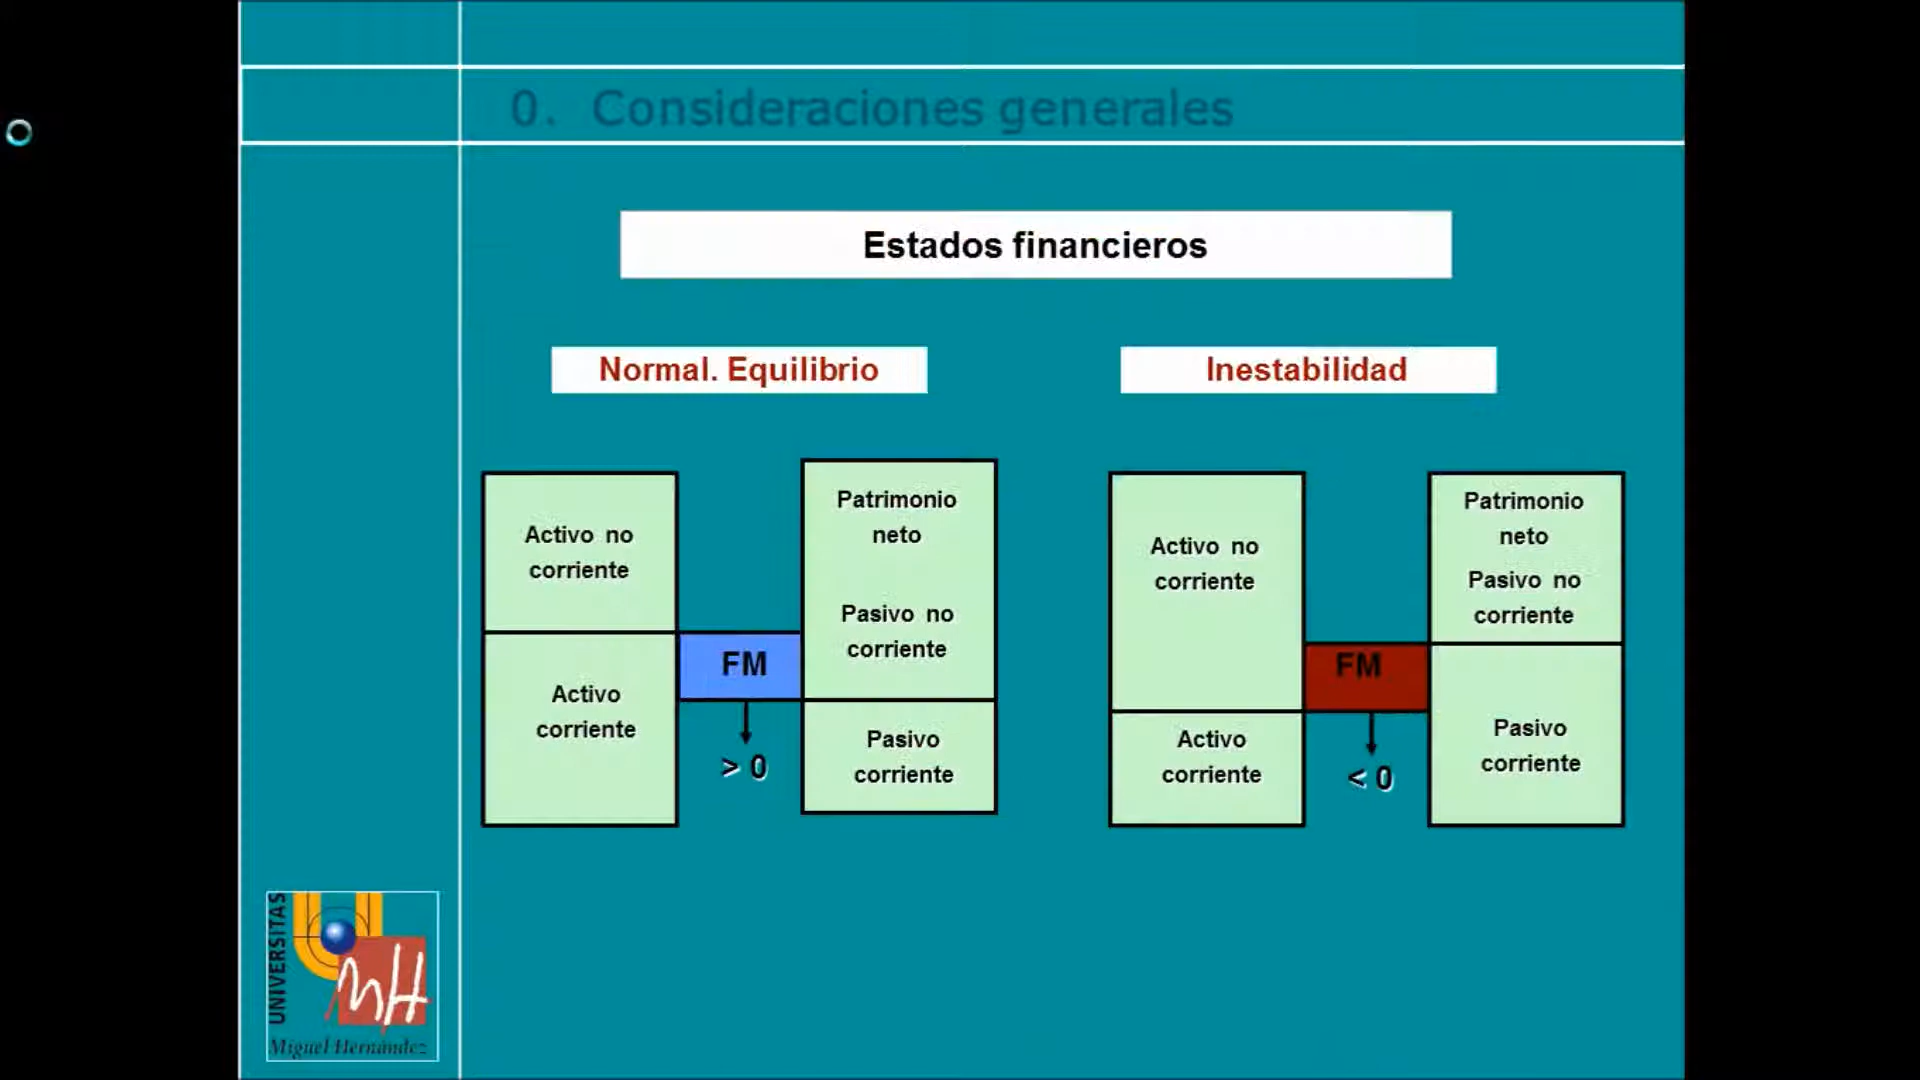 0. Consideraciones generales
Estados financieros
Normal. Equilibrio
Inestabilidad
Activo no
corriente
Activo
corriente
FM
> 0
Patrimonio
neto
Pasivo no
corriente
Pasivo
corriente
Activo no
corriente
Activo
corriente
FM
< 0
Patrimonio
neto
Pasivo no
corriente
Pasivo
corriente
UNIVERSITAS
MH
Miguel Hernández